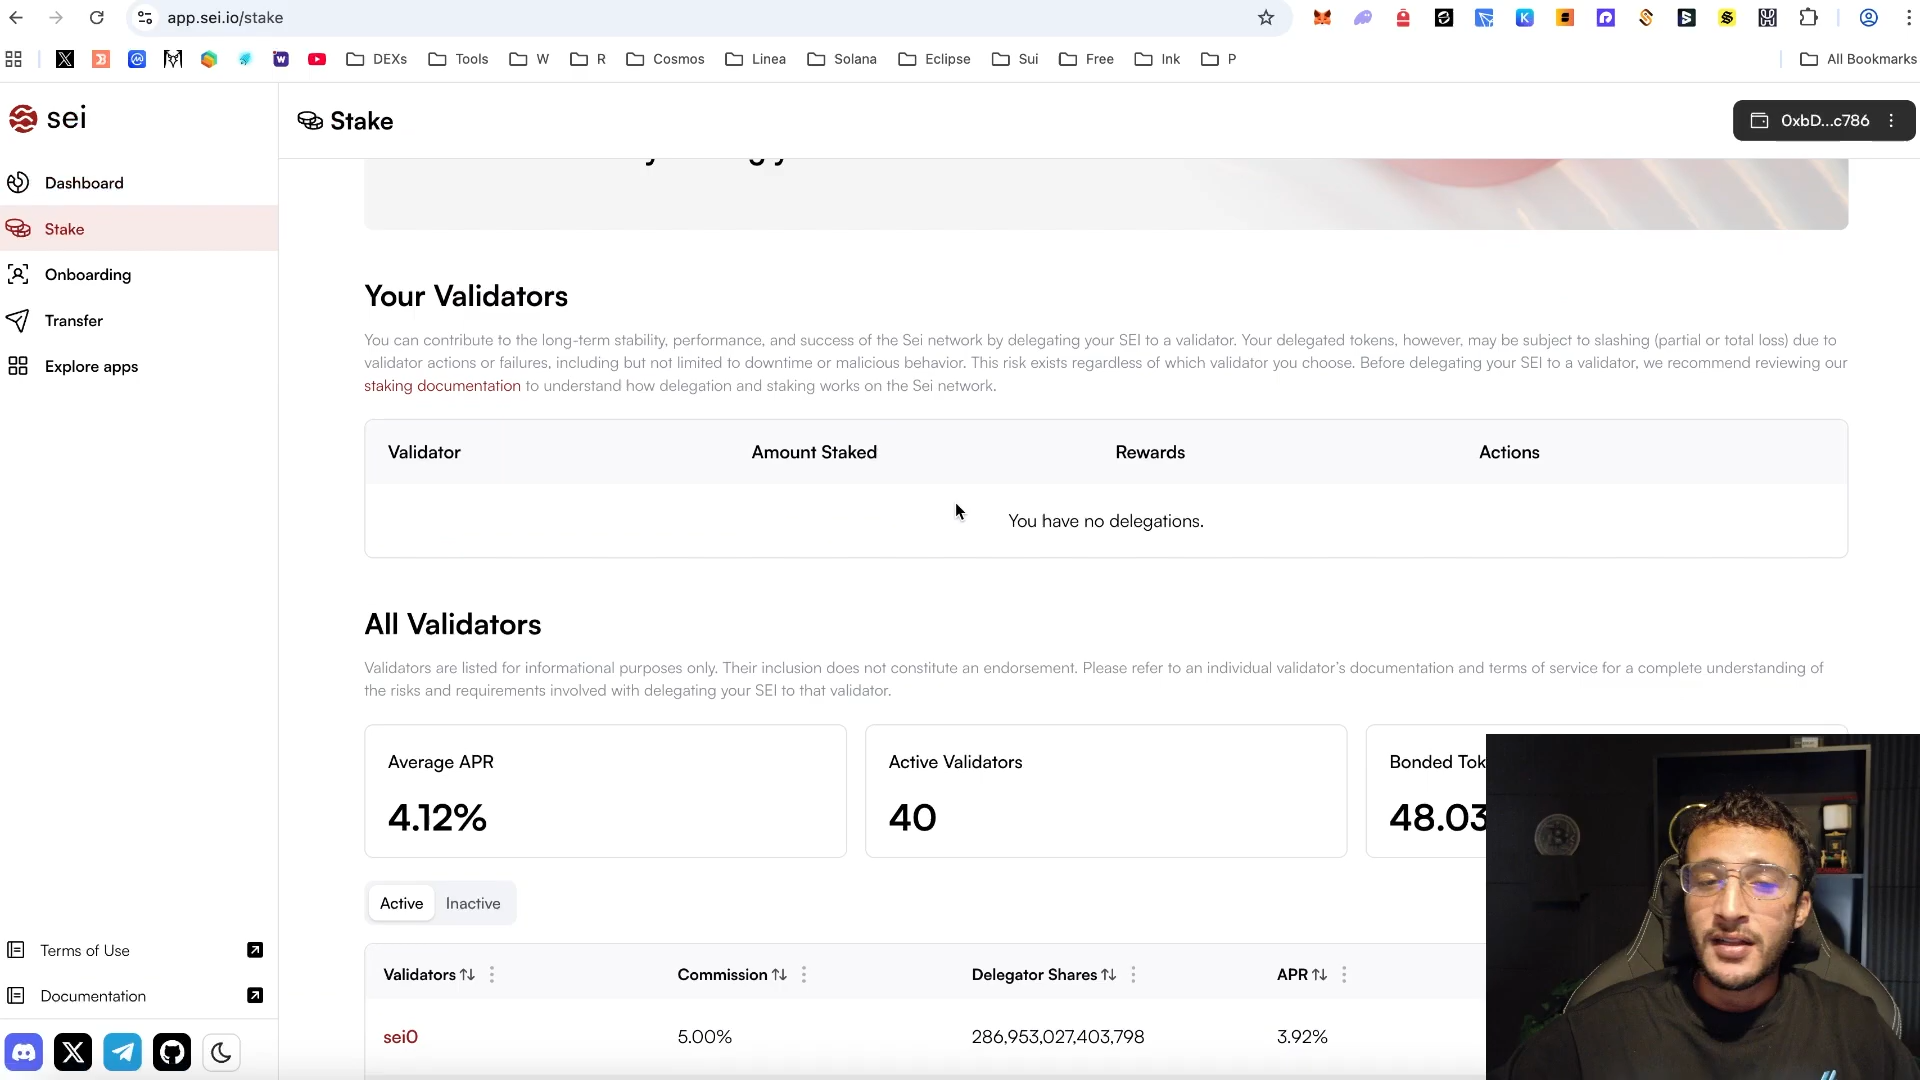 app.sei.io/stake
DEXs
Tools
W
R
Cosmos
Linea
Solana
Eclipse
Sui
Free
Ink
P
All Bookmarks
sei
Stake
0xbD...c786
Dashboard
Stake
Onboarding
Transfer
Explore apps
Your Validators
You can contribute to the long-term stability, performance, and success of the Sei network by delegating your SEI to a validator. Your delegated tokens, however, may be subject to slashing (partial or total loss) due to
validator actions or failures, including but not limited to downtime or malicious behavior. This risk exists regardless of which validator you choose. Before delegating your SEI to a validator, we recommend reviewing our
staking documentation to understand how delegation and staking works on the Sei network.
Validator
Amount Staked
Rewards
Actions
You have no delegations.
All Validators
Validators are listed for informational purposes only. Their inclusion does not constitute an endorsement. Please refer to an individual validator's documentation and terms of service for a complete understanding of
the risks and requirements involved with delegating your SEI to that validator.
Average APR
4.12%
Active Validators
40
Bonded Tok
48.03
Active
Inactive
Validators
Commission
Delegator Shares
APR
sei0
5.00%
286,953,027,403,798
3.92%
Terms of Use
Documentation